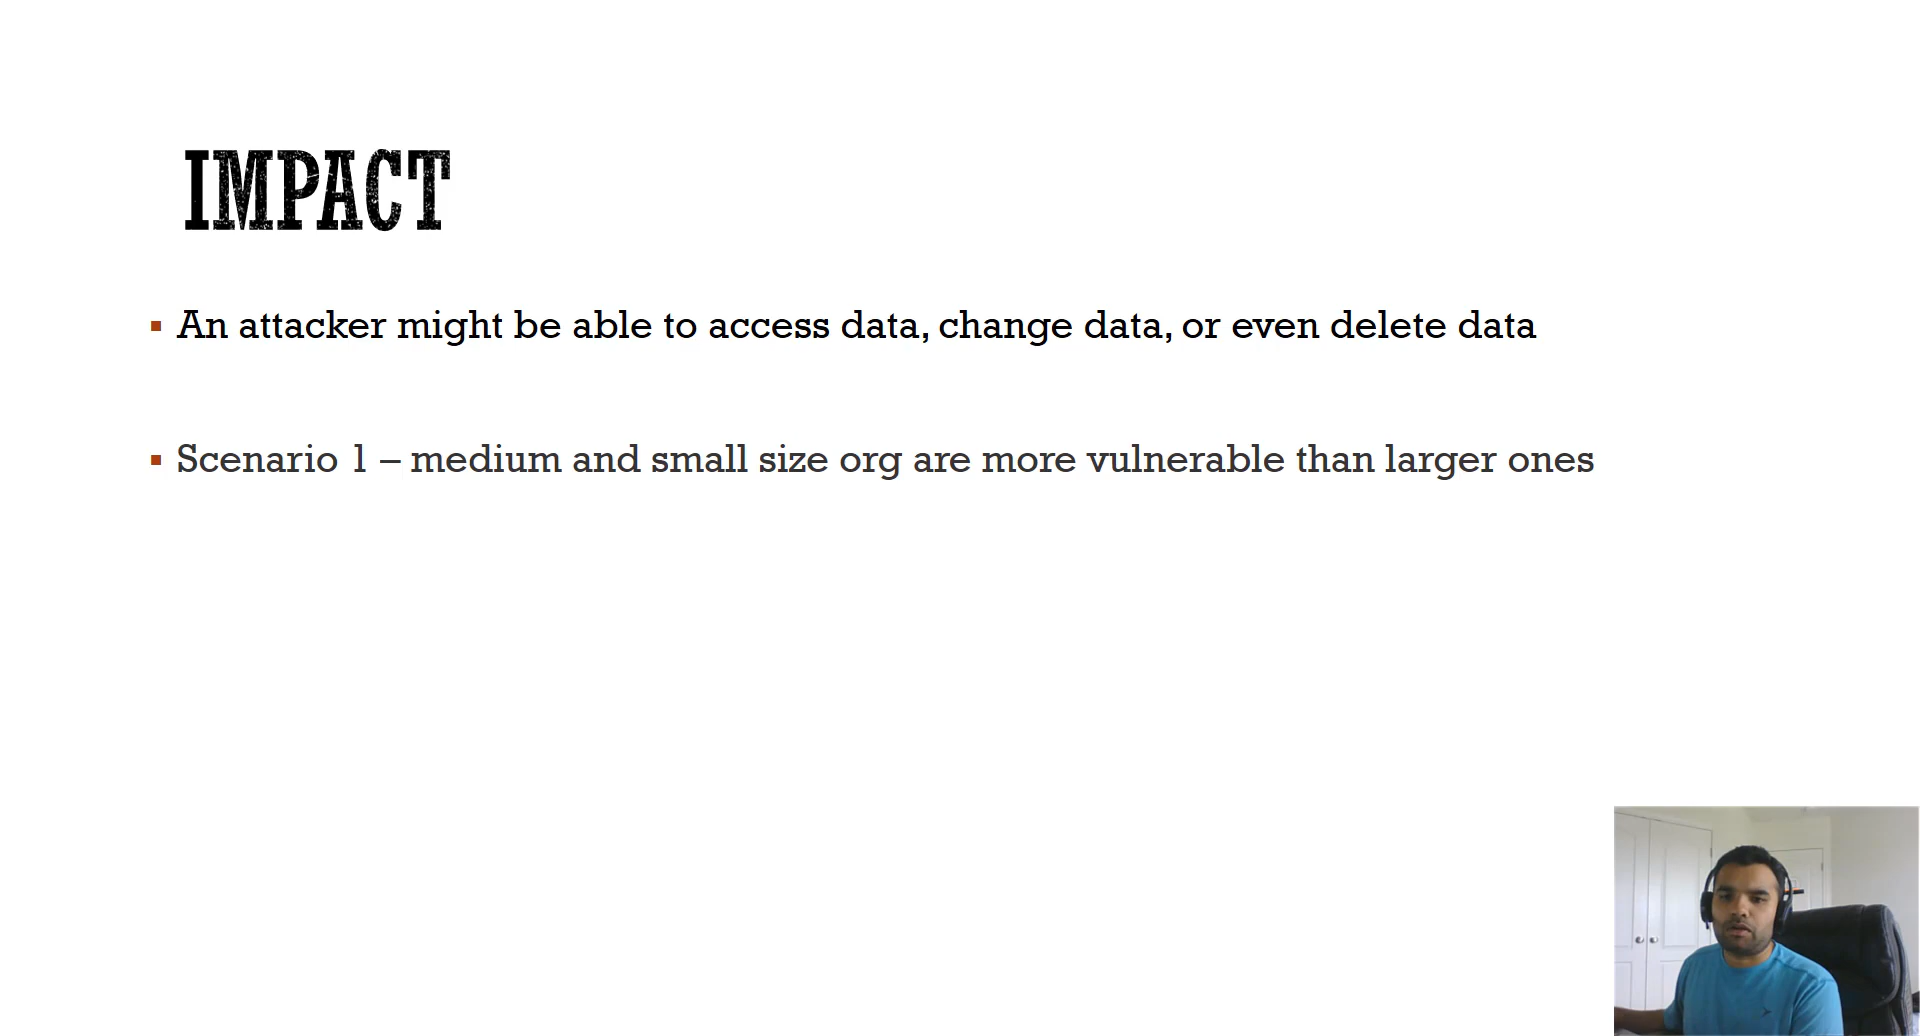 IMPACT
An attacker might be able to access data, change data, or even delete data
Scenario 1 – medium and small size org are more vulnerable than larger ones